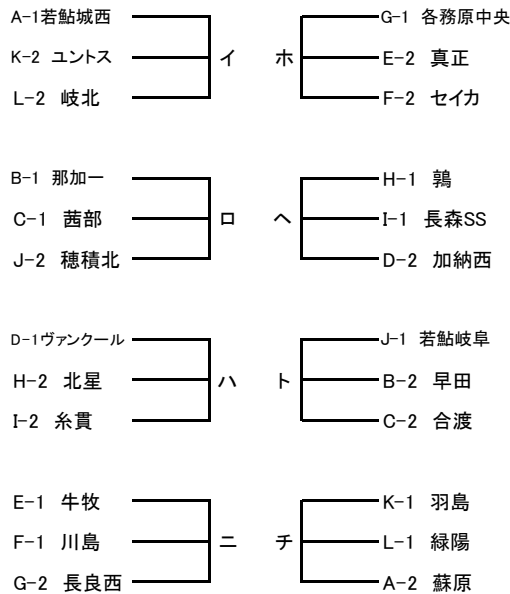 A-1若鮎城西
K-2 ユントス
L-2 岐北
イ
B-1 那加一
C-1 茜部
J-2 穂積北
ロ
D-1ヴァンクール
H-2 北星
I-2 糸貫
ハ
E-1 牛牧
F-1 川島
G-2 長良西
ニ
ホ
G-1 各務原中央
E-2 真正
F-2 セイカ
ヘ
H-1 鶉
I-1 長森SS
D-2 加納西
ト
J-1 若鮎岐阜
B-2 早田
C-2 合渡
チ
K-1 羽島
L-1 緑陽
A-2 蘇原